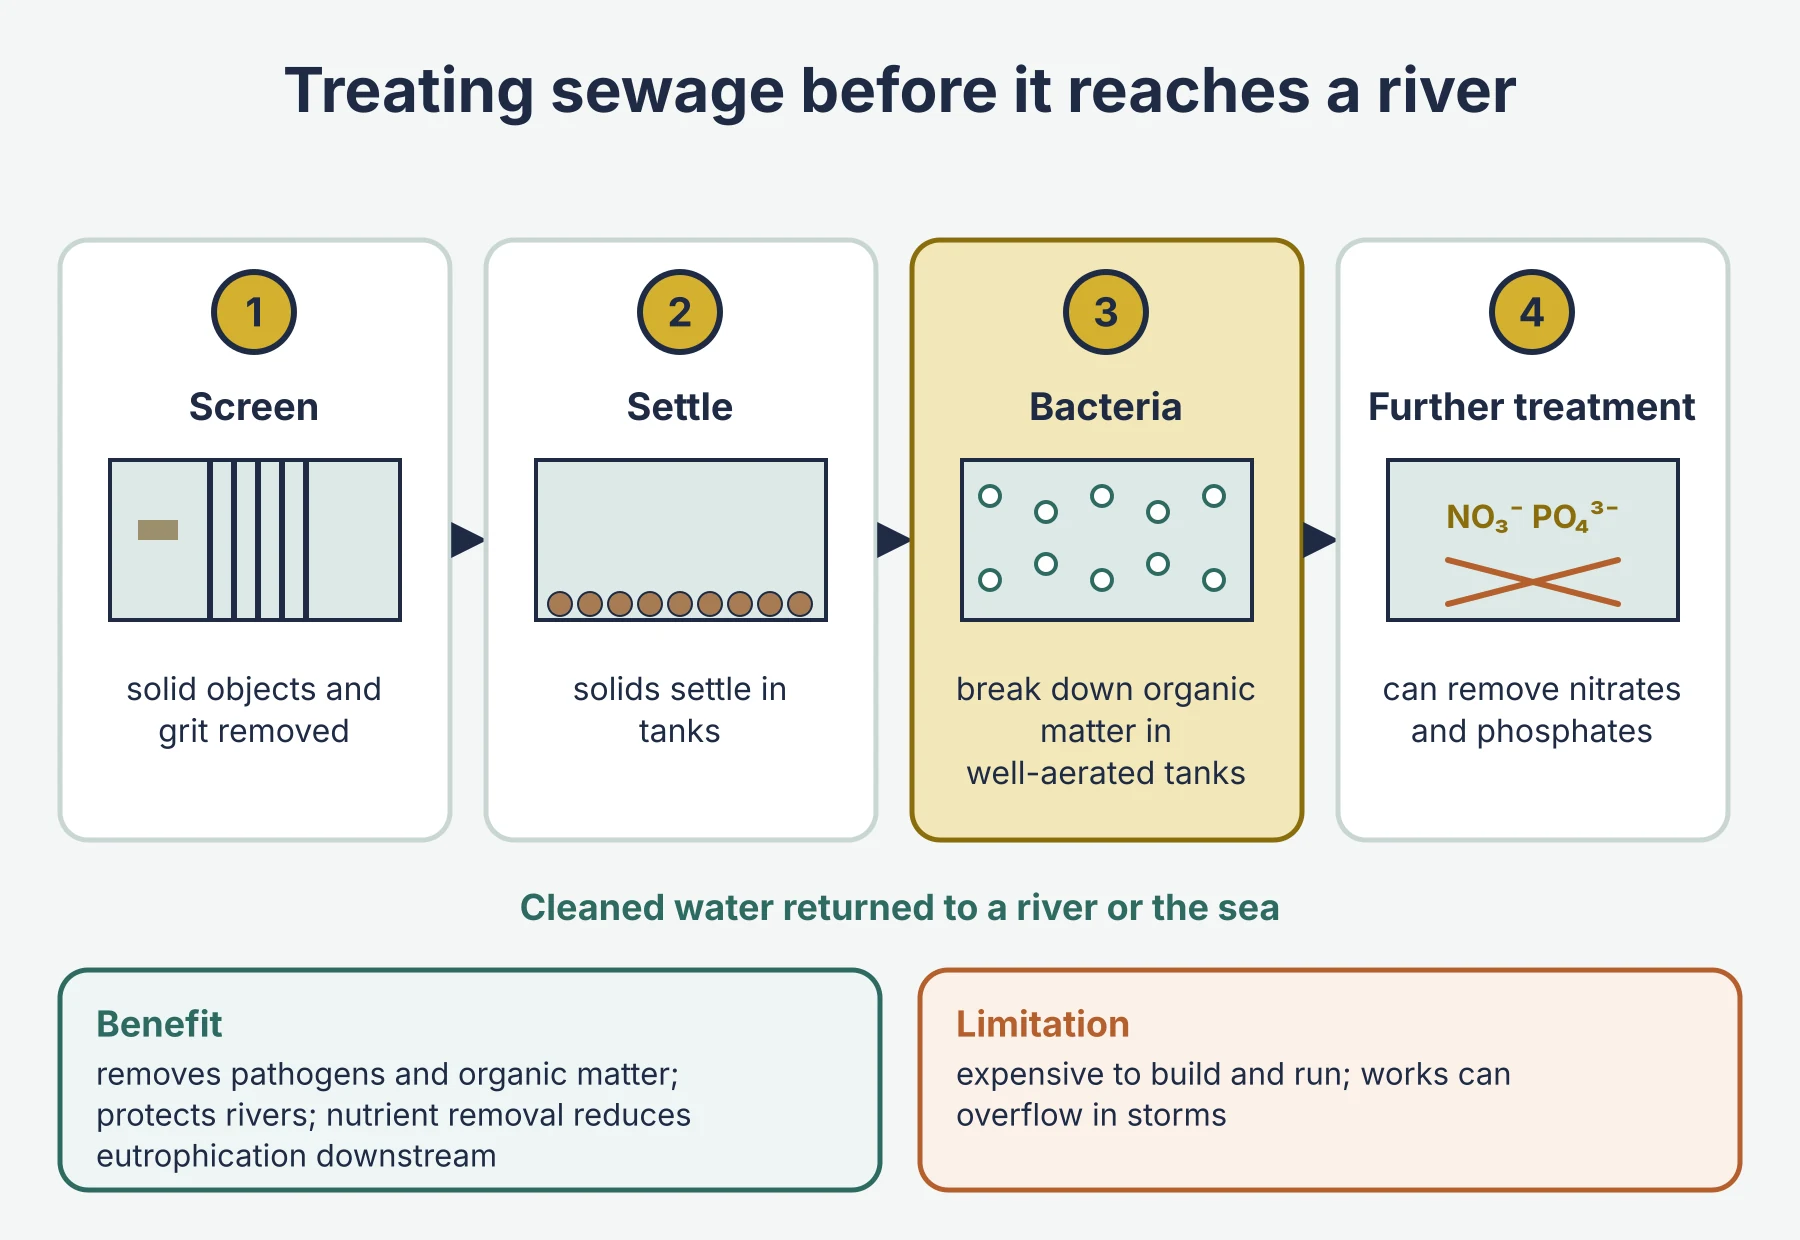 Treating sewage before it reaches a river
1
Screen
solid objects and
grit removed
2
Settle
solids settle in
tanks
3
Bacteria
break down organic
matter in
well-aerated tanks
4
Further treatment
NO₃⁻ PO₄³⁻
can remove nitrates
and phosphates
Cleaned water returned to a river or the sea
Benefit
removes pathogens and organic matter;
protects rivers; nutrient removal reduces
eutrophication downstream
Limitation
expensive to build and run; works can
overflow in storms